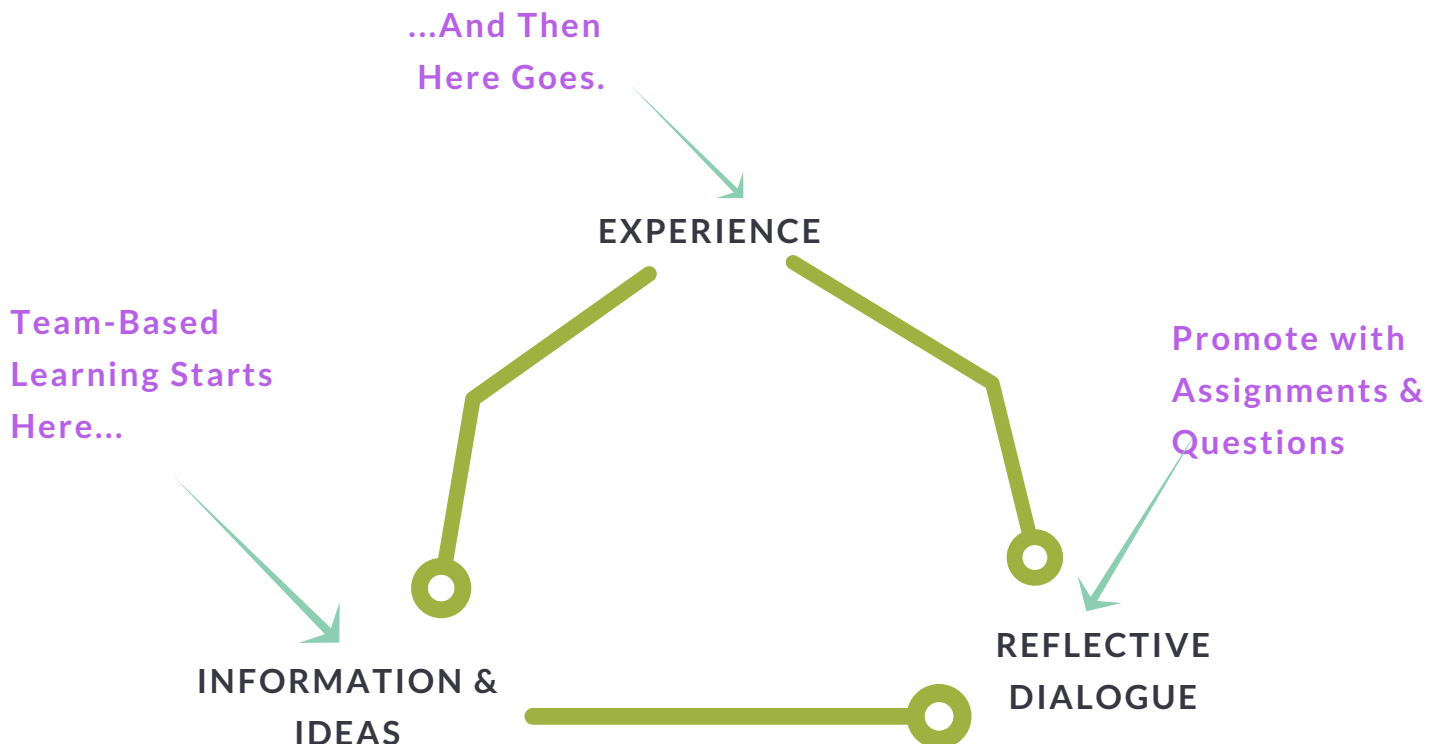 ...And Then
Here Goes.
EXPERIENCE
Team-Based
Learning Starts
Here...
Promote with
Assignments &
Questions
INFORMATION &
IDEAS
REFLECTIVE
DIALOGUE